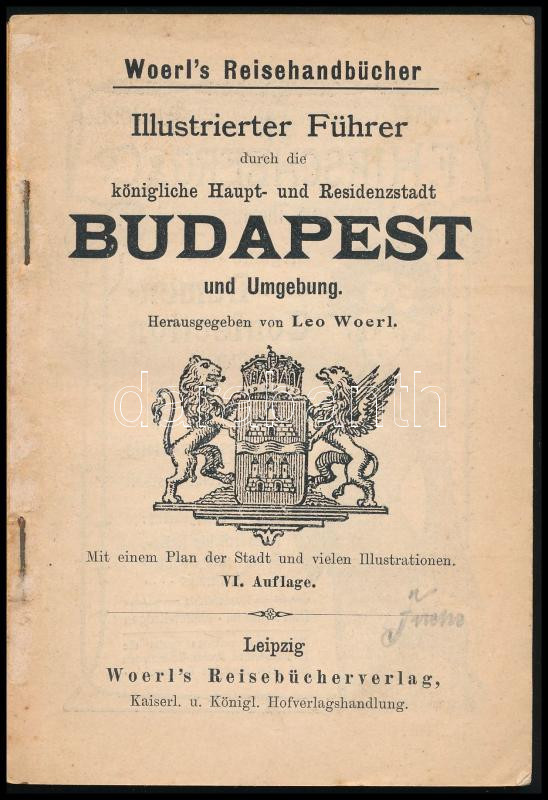 Woerl's Reisehandbücher
Illustrierter Führer
durch die
königliche Haupt- und Residenzstadt
BUDAPEST
und Umgebung.
Herausgegeben von Leo Woerl.
darabanth
Mit einem Plan der Stadt und vielen Illustrationen.
VI. Auflage.
Leipzig
Woerl's Reisebücherverlag,
Kaiserl. u. Königl. Hofverlagshandlung.